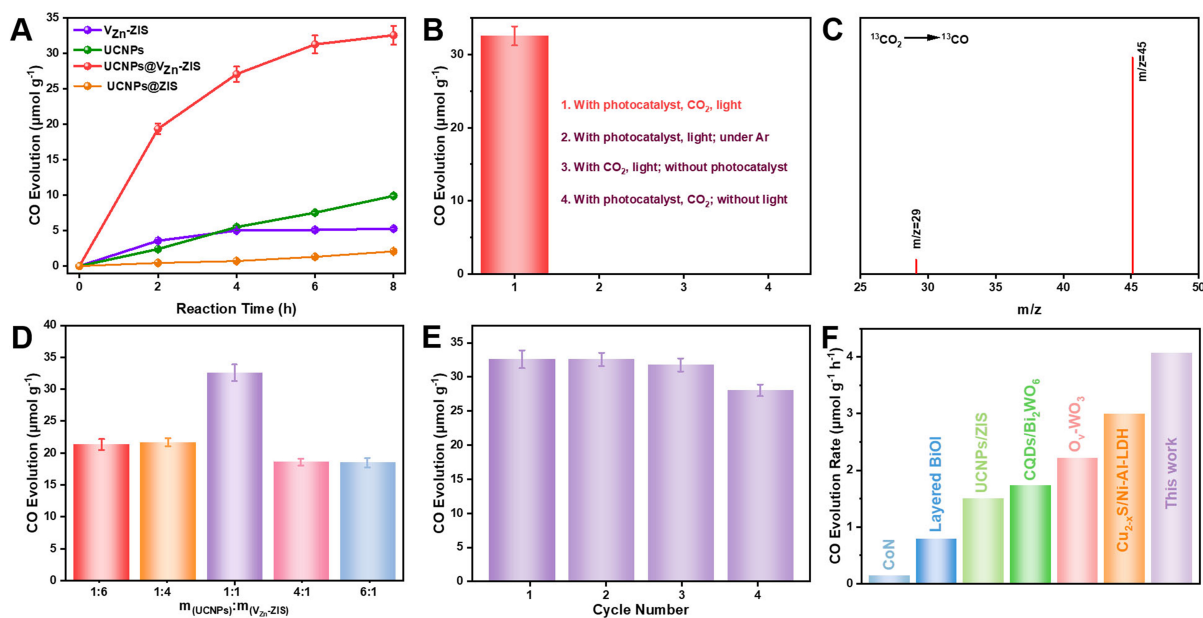 A
V_Zn-ZIS
UCNPs
UCNPs@V_Zn-ZIS
UCNPs@ZIS
CO Evolution (μmol g⁻¹)
35
30
25
20
15
10
5
0
0 2 4 6 8
Reaction Time (h)
B
1. With photocatalyst, CO₂, light
2. With photocatalyst, light; under Ar
3. With CO₂, light; without photocatalyst
4. With photocatalyst, CO₂; without light
CO Evolution (μmol g⁻¹)
30
25
20
15
10
5
0
1 2 3 4
C
¹³CO₂ → ¹³CO
m/z=29
m/z=45
25 30 35 40 45 50
m/z
D
CO Evolution (μmol g⁻¹)
40
35
30
25
20
15
10
5
0
1:6 1:4 1:1 4:1 6:1
m(UCNPs):m(V_Zn-ZIS)
E
CO Evolution (μmol g⁻¹)
35
30
25
20
15
10
5
0
1 2 3 4
Cycle Number
F
CO Evolution Rate (μmol g⁻¹ h⁻¹)
4
3
2
1
0
CoN
Layered BiOI
UCNPs/ZIS
CQDs/Bi₂WO₆
Oᵥ-WO₃
Cu₂₋ₓS/Ni-Al-LDH
This work